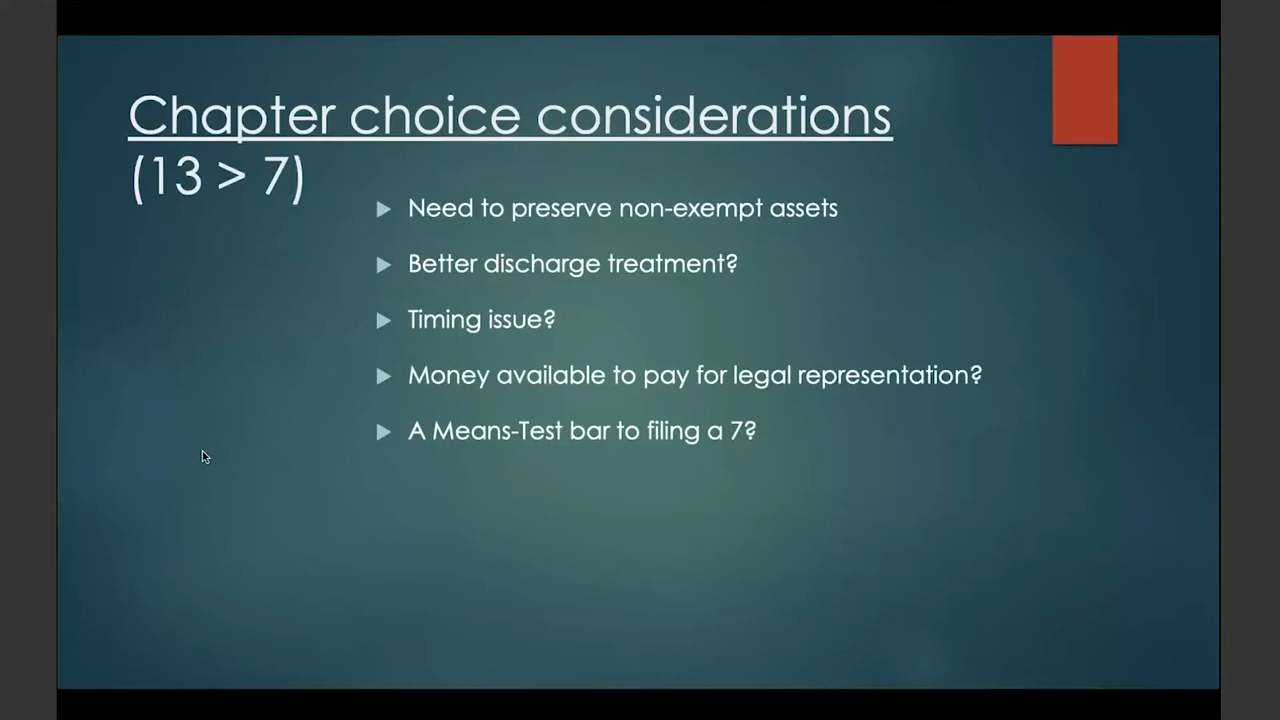 Chapter choice considerations
(13 > 7)
Need to preserve non-exempt assets
Better discharge treatment?
Timing issue?
Money available to pay for legal representation?
A Means-Test bar to filing a 7?